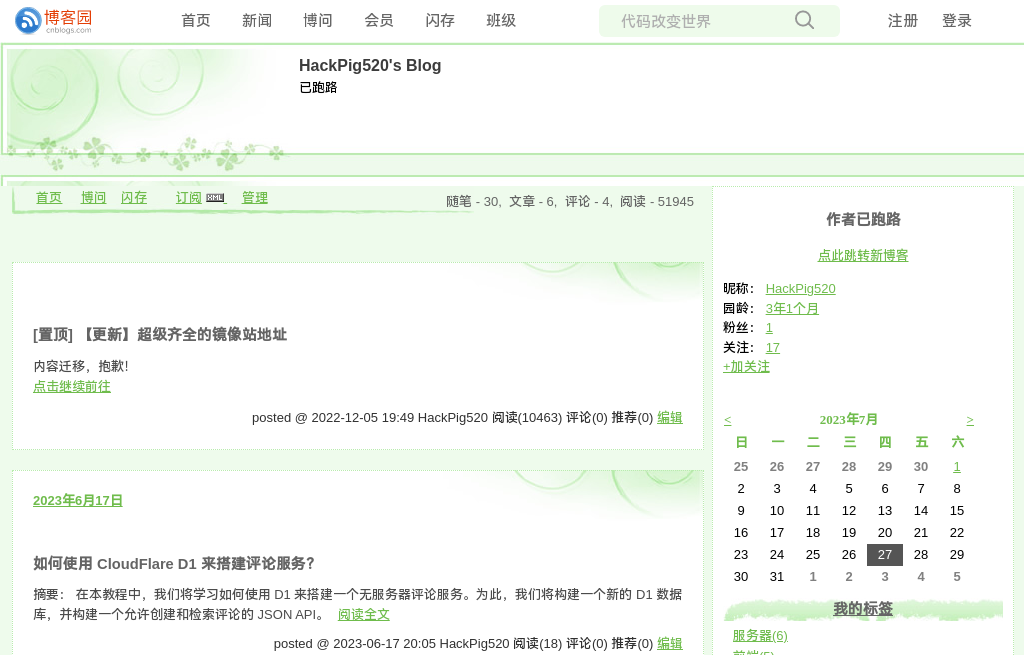 博客园 首页 新闻 博问 会员 闪存 班级 代码改变世界 注册 登录
cnblogs.com
HackPig520's Blog
已跑路
首页 博问 闪存 订阅 XML 管理
随笔 - 30, 文章 - 6, 评论 - 4, 阅读 - 51945
[置顶] 【更新】超级齐全的镜像站地址
内容迁移，抱歉!
点击继续前往
posted @ 2022-12-05 19:49 HackPig520 阅读(10463) 评论(0) 推荐(0) 编辑
2023年6月17日
如何使用 CloudFlare D1 来搭建评论服务?
摘要： 在本教程中，我们将学习如何使用 D1 来搭建一个无服务器评论服务。为此，我们将构建一个新的 D1 数据
库，并构建一个允许创建和检索评论的 JSON API。 阅读全文
posted @ 2023-06-17 20:05 HackPig520 阅读(18) 评论(0) 推荐(0) 编辑
作者已跑路
点此跳转新博客
昵称： HackPig520
园龄： 3年1个月
粉丝： 1
关注： 17
+加关注
< 2023年7月 >
日 一 二 三 四 五 六
25 26 27 28 29 30 1
2 3 4 5 6 7 8
9 10 11 12 13 14 15
16 17 18 19 20 21 22
23 24 25 26 27 28 29
30 31 1 2 3 4 5
我的标签
服务器(6)
前端(5)